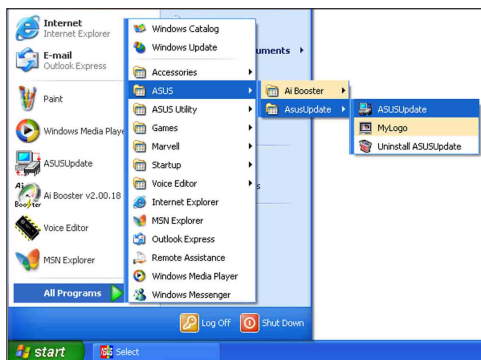 Internet
Internet Explorer
E-mail
Outlook Express
Paint
Windows Media Playe
ASUSUpdate
Ai Booster v2.00.18
Voice Editor
MSN Explorer
All Programs
Windows Catalog
Windows Update
Accessories
ASUS
ASUS Utility
Games
Marvell
Startup
Voice Editor
Internet Explorer
MSN Explorer
Outlook Express
Remote Assistance
Windows Media Player
Windows Messenger
uments
s
Ai Booster
AsusUpdate
ASUSUpdate
MyLogo
Uninstall ASUSUpdate
Log Off
Shut Down
start
Select